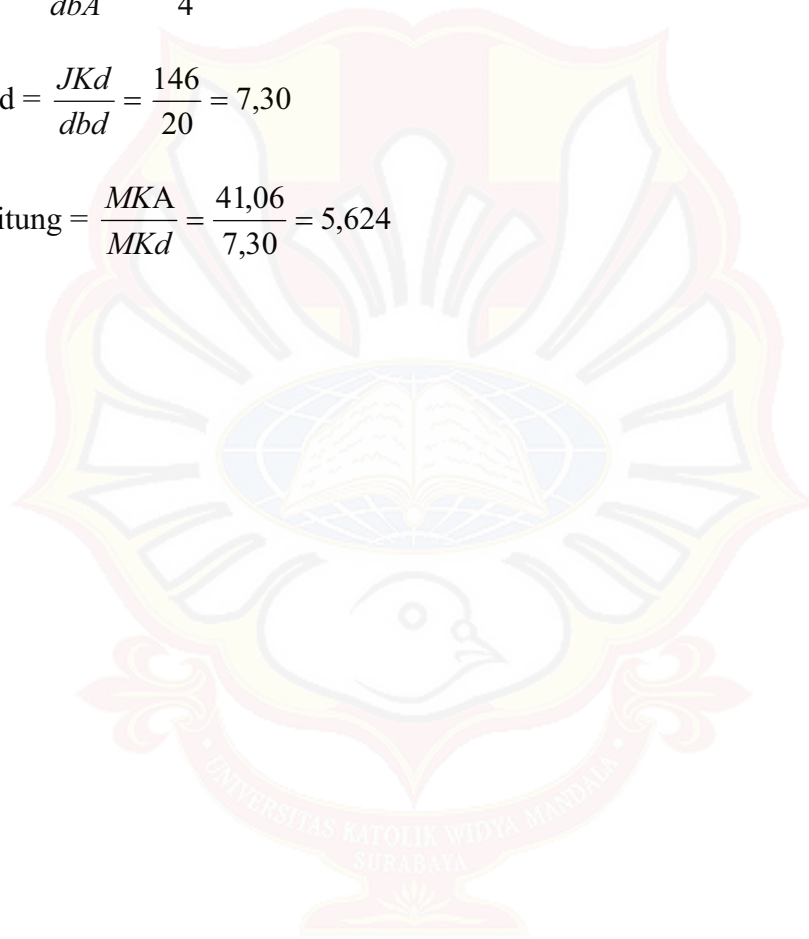 dbA 4
d = JKd / dbd = 146 / 20 = 7,30
itung = MKA / MKd = 41,06 / 7,30 = 5,624
UNIVERSITAS KATOLIK WIDYA MANDALA
SURABAYA